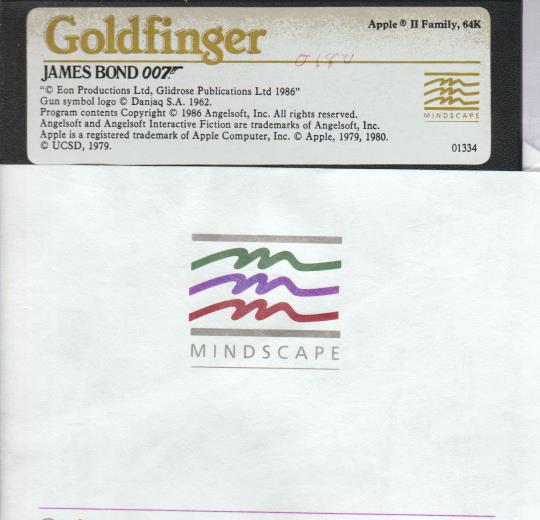 Goldfinger
Apple® II Family, 64K
JAMES BOND 007
"© Eon Productions Ltd, Glidrose Publications Ltd 1986"
Gun symbol logo © Danjaq S.A. 1962.
Program contents Copyright © 1986 Angelsoft, Inc. All rights reserved.
Angelsoft and Angelsoft Interactive Fiction are trademarks of Angelsoft, Inc.
Apple is a registered trademark of Apple Computer, Inc. © Apple, 1979, 1980.
© UCSD, 1979.
MINDSCAPE
01334
MINDSCAPE